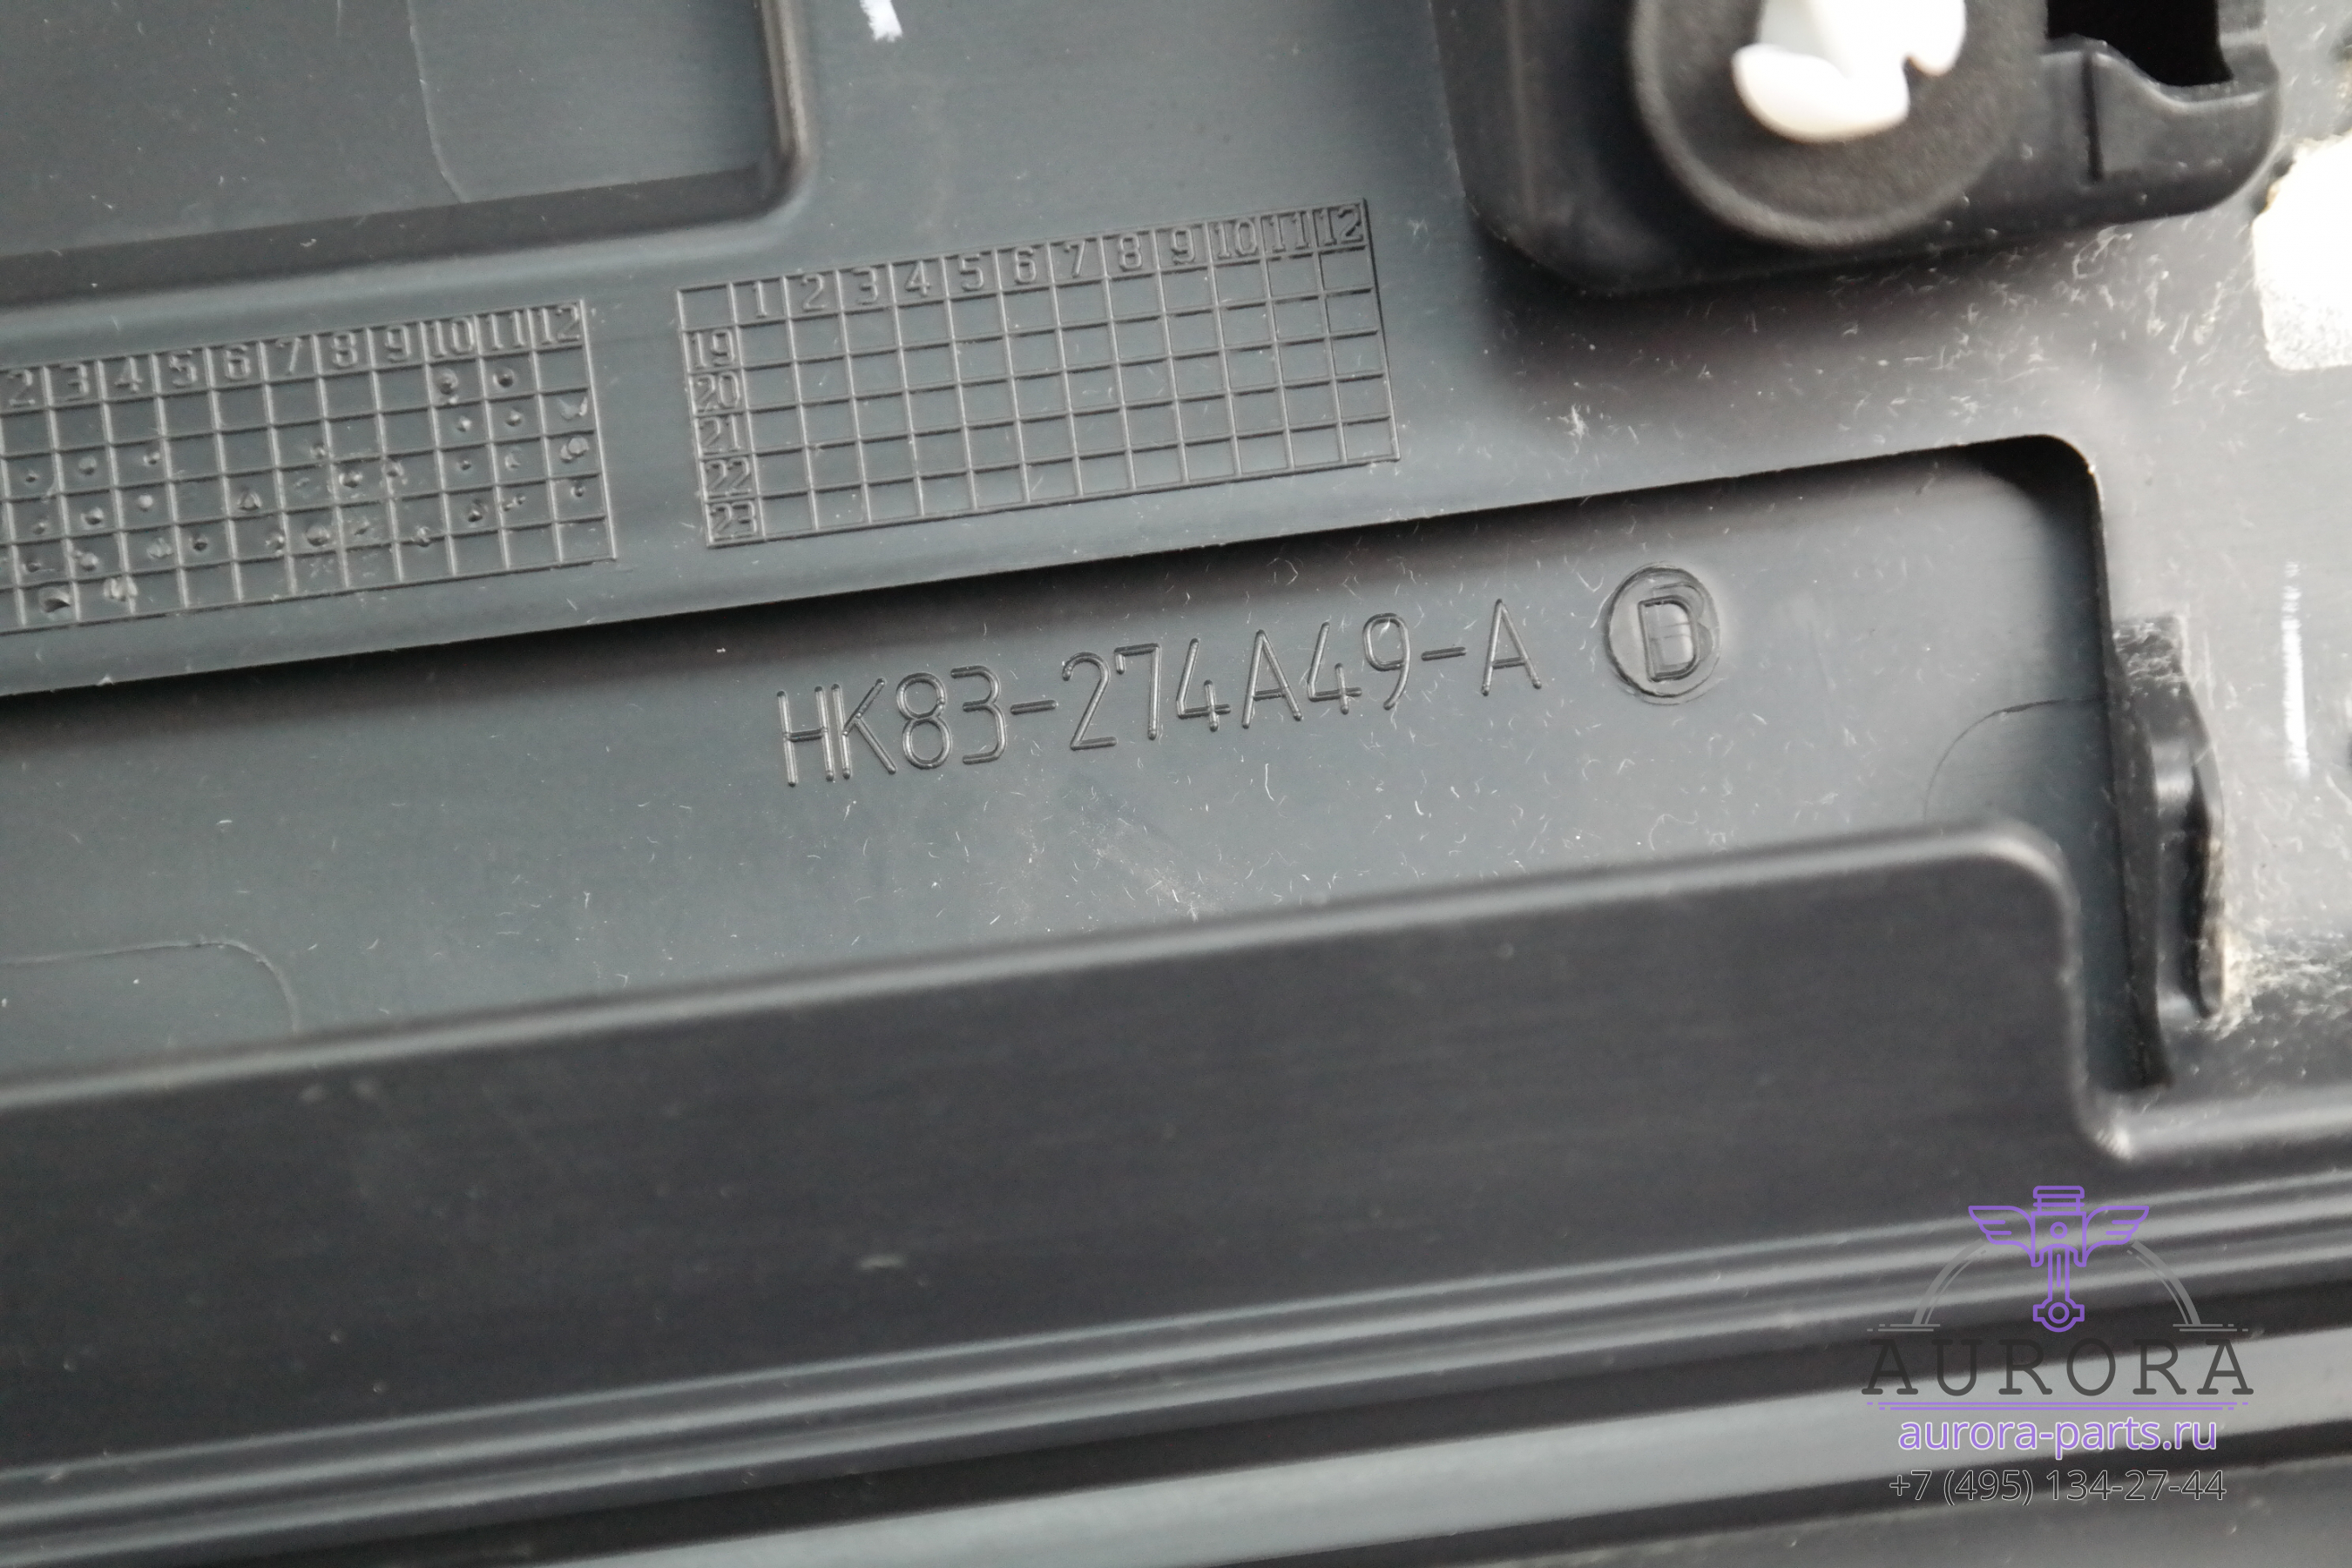 2 3 4 5 6 7 8 9 10 11 12
1 2 3 4 5 6 7 8 9 10 11 12
19
20
21
22
23
HK83-274A49-A B
AURORA
aurora-parts.ru
+7 (495) 134-27-44